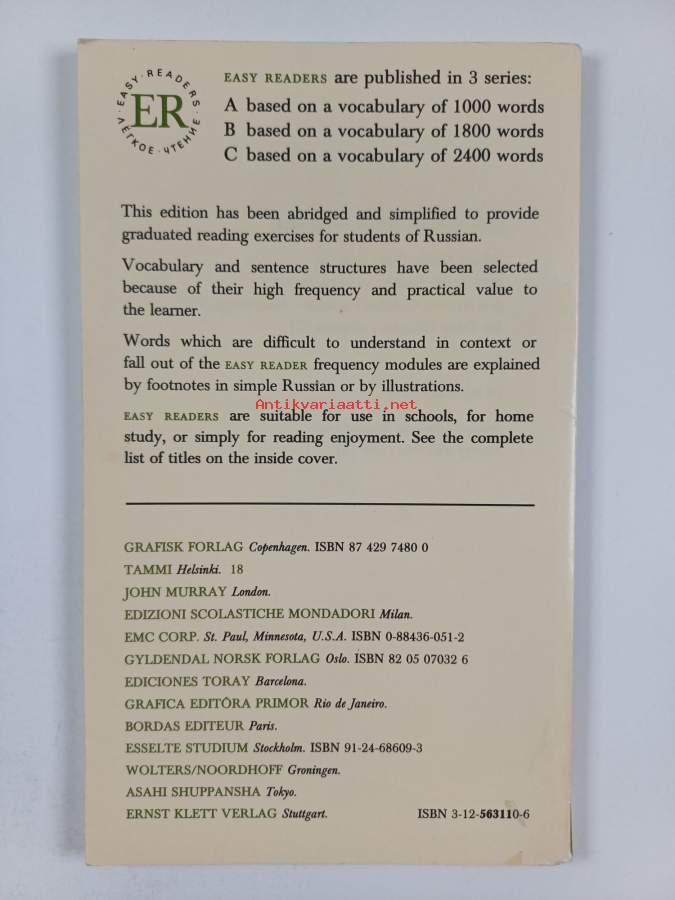 EASY · READERS ·
ER
ЛЕГКОЕ · ЧТЕНИЕ ·
EASY READERS are published in 3 series:
A based on a vocabulary of 1000 words
B based on a vocabulary of 1800 words
C based on a vocabulary of 2400 words
This edition has been abridged and simplified to provide
graduated reading exercises for students of Russian.
Vocabulary and sentence structures have been selected
because of their high frequency and practical value to
the learner.
Words which are difficult to understand in context or
fall out of the EASY READER frequency modules are explained
by footnotes in simple Russian or by illustrations.
Antikvariaatti.net
EASY READERS are suitable for use in schools, for home
study, or simply for reading enjoyment. See the complete
list of titles on the inside cover.
GRAFISK FORLAG Copenhagen. ISBN 87 429 7480 0
TAMMI Helsinki. 18
JOHN MURRAY London.
EDIZIONI SCOLASTICHE MONDADORI Milan.
EMC CORP. St. Paul, Minnesota, U.S.A. ISBN 0-88436-051-2
GYLDENDAL NORSK FORLAG Oslo. ISBN 82 05 07032 6
EDICIONES TORAY Barcelona.
GRAFICA EDITÔRA PRIMOR Rio de Janeiro.
BORDAS EDITEUR Paris.
ESSELTE STUDIUM Stockholm. ISBN 91-24-68609-3
WOLTERS/NOORDHOFF Groningen.
ASAHI SHUPPANSHA Tokyo.
ERNST KLETT VERLAG Stuttgart. ISBN 3-12-563110-6